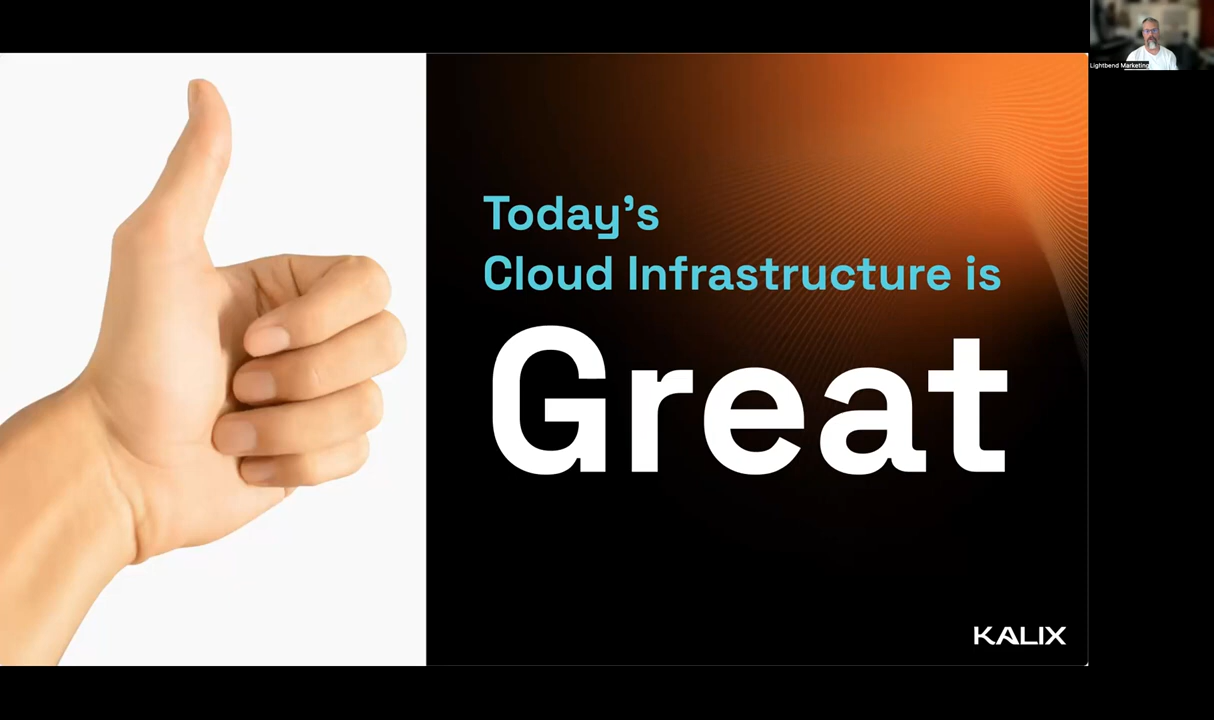 Lightbend Marketing
Today’s
Cloud Infrastructure is
Great
KALIX